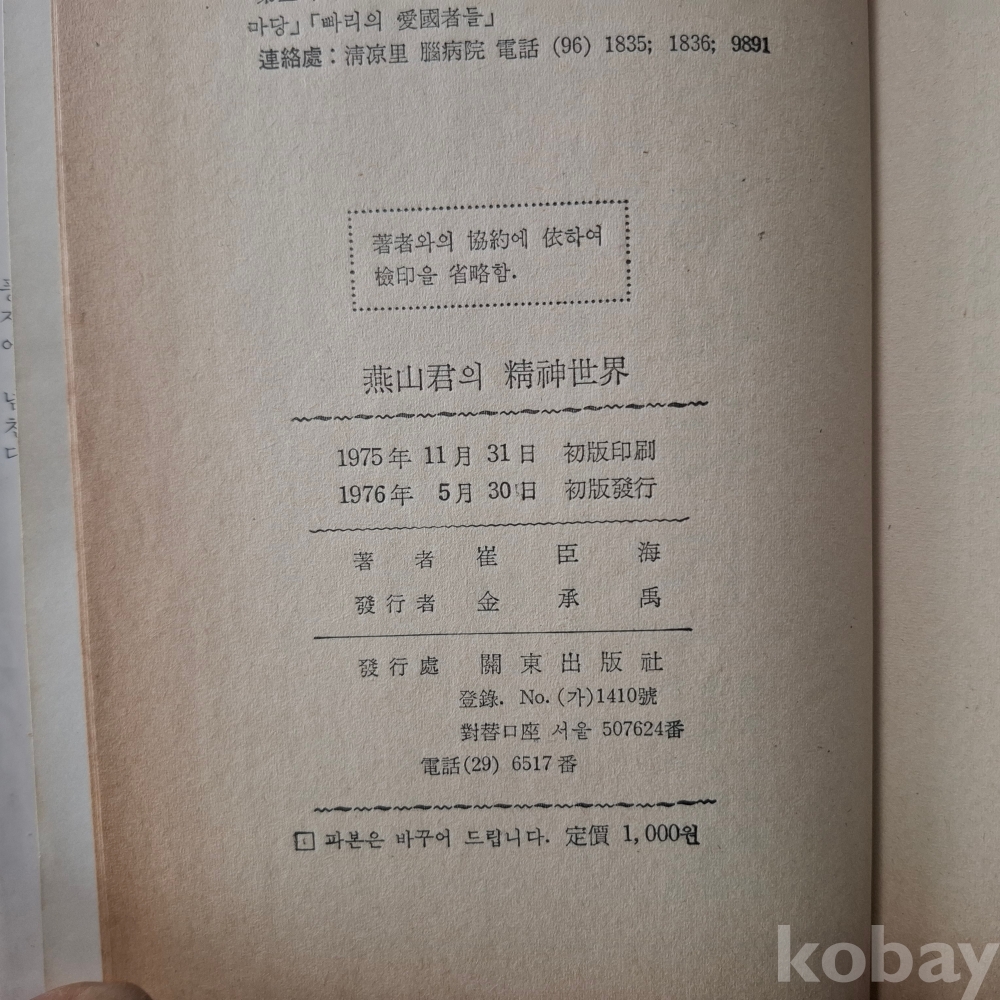 마당」「빠리의 愛國者들」
連絡處: 淸凉里 腦病院 電話 (96) 1835; 1836; 9891
著者와의 協約에 依하여
檢印을 省略함.
燕山君의 精神世界
1975年 11月 31日 初版印刷
1976年 5月 30日 初版發行
著者 崔臣海
發行者 金承禹
發行處 關東出版社
登錄. No. (가)1410號
對替口座 서울 507624番
電話(29) 6517番
파본은 바꾸어 드립니다. 定價 1,000원
kobay